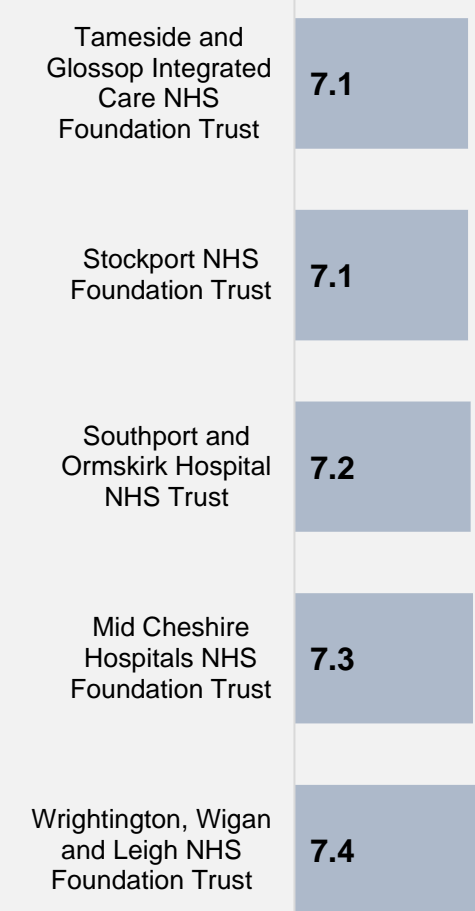 Tameside and
Glossop Integrated
Care NHS
Foundation Trust
7.1
Stockport NHS
Foundation Trust
7.1
Southport and
Ormskirk Hospital
NHS Trust
7.2
Mid Cheshire
Hospitals NHS
Foundation Trust
7.3
Wrightington, Wigan
and Leigh NHS
Foundation Trust
7.4